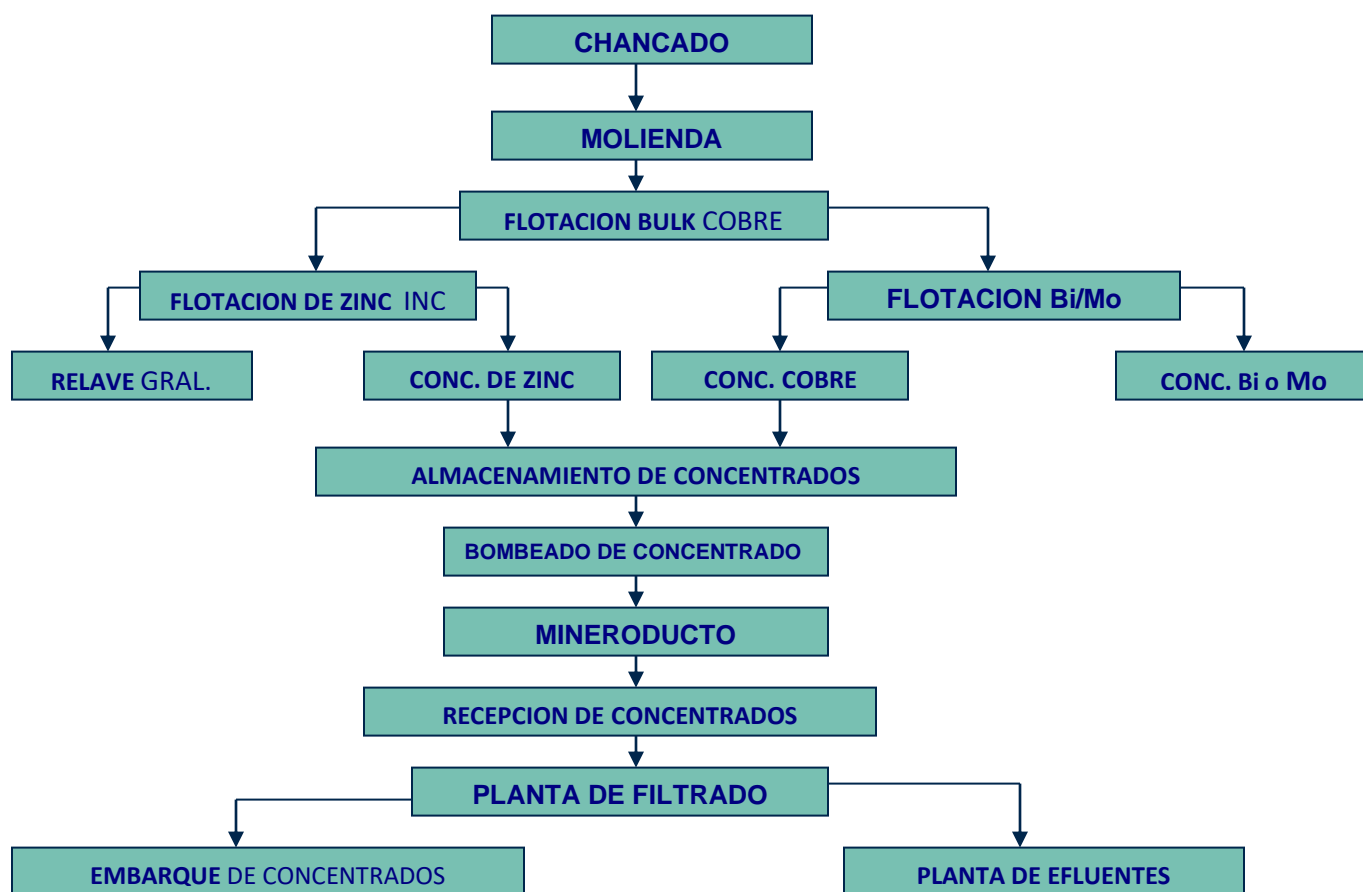 CHANCADO
MOLIENDA
FLOTACION BULK COBRE
FLOTACION DE ZINC INC
FLOTACION Bi/Mo
RELAVE GRAL.
CONC. DE ZINC
CONC. COBRE
CONC. Bi o Mo
ALMACENAMIENTO DE CONCENTRADOS
BOMBEADO DE CONCENTRADO
MINERODUCTO
RECEPCION DE CONCENTRADOS
PLANTA DE FILTRADO
EMBARQUE DE CONCENTRADOS
PLANTA DE EFLUENTES